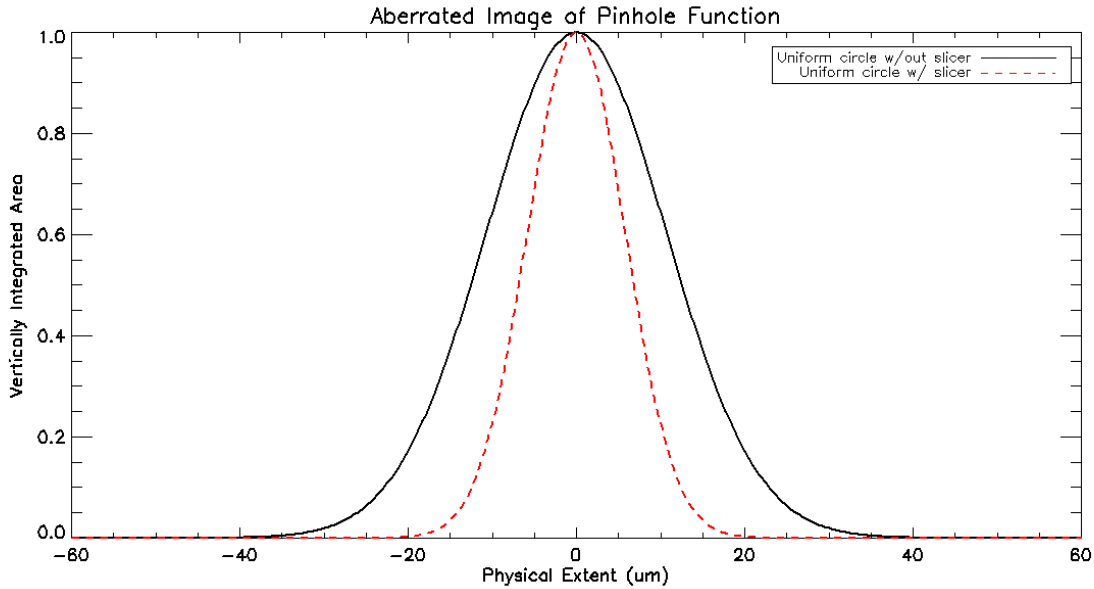 Aberrated Image of Pinhole Function
Uniform circle w/out slicer
Uniform circle w/ slicer
Vertically Integrated Area
1.0
0.8
0.6
0.4
0.2
0.0
-60 -40 -20 0 20 40 60
Physical Extent (um)